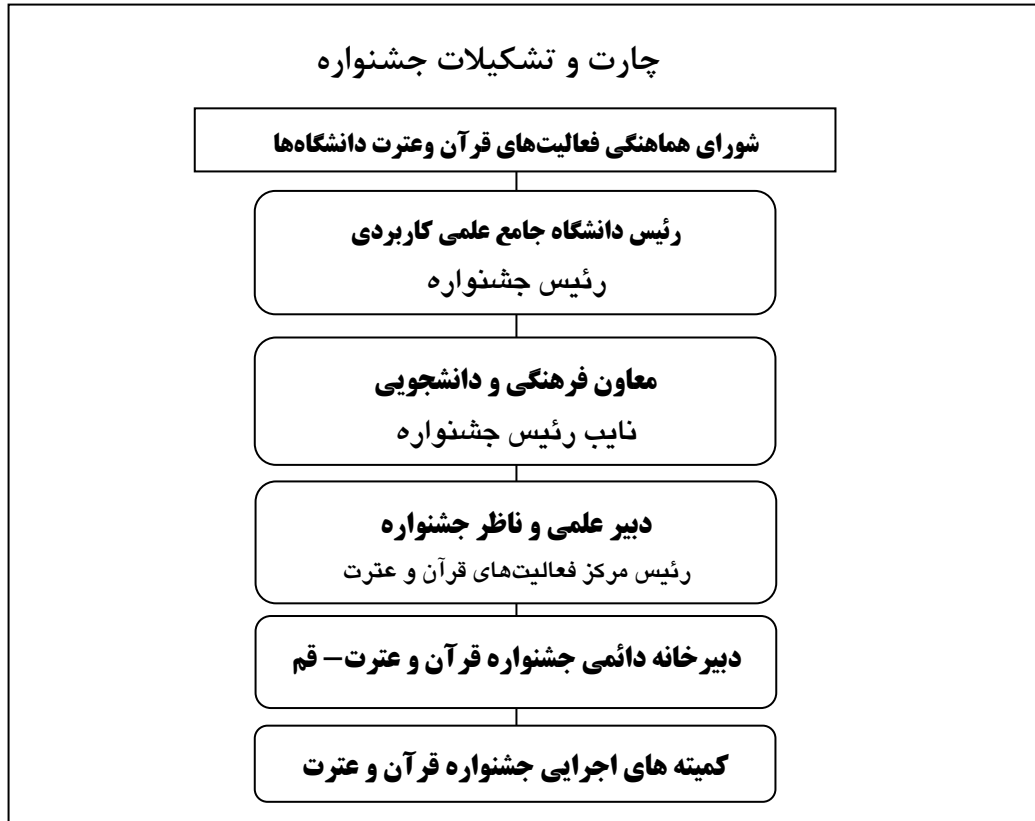 چارت و تشکیلات جشنواره
شورای هماهنگی فعالیت‌های قرآن وعترت دانشگاه‌ها
رئیس دانشگاه جامع علمی کاربردی
رئیس جشنواره
معاون فرهنگی و دانشجویی
نایب رئیس جشنواره
دبیر علمی و ناظر جشنواره
رئیس مرکز فعالیت‌های قرآن و عترت
دبیرخانه دائمی جشنواره قرآن و عترت– قم
کمیته های اجرایی جشنواره قرآن و عترت